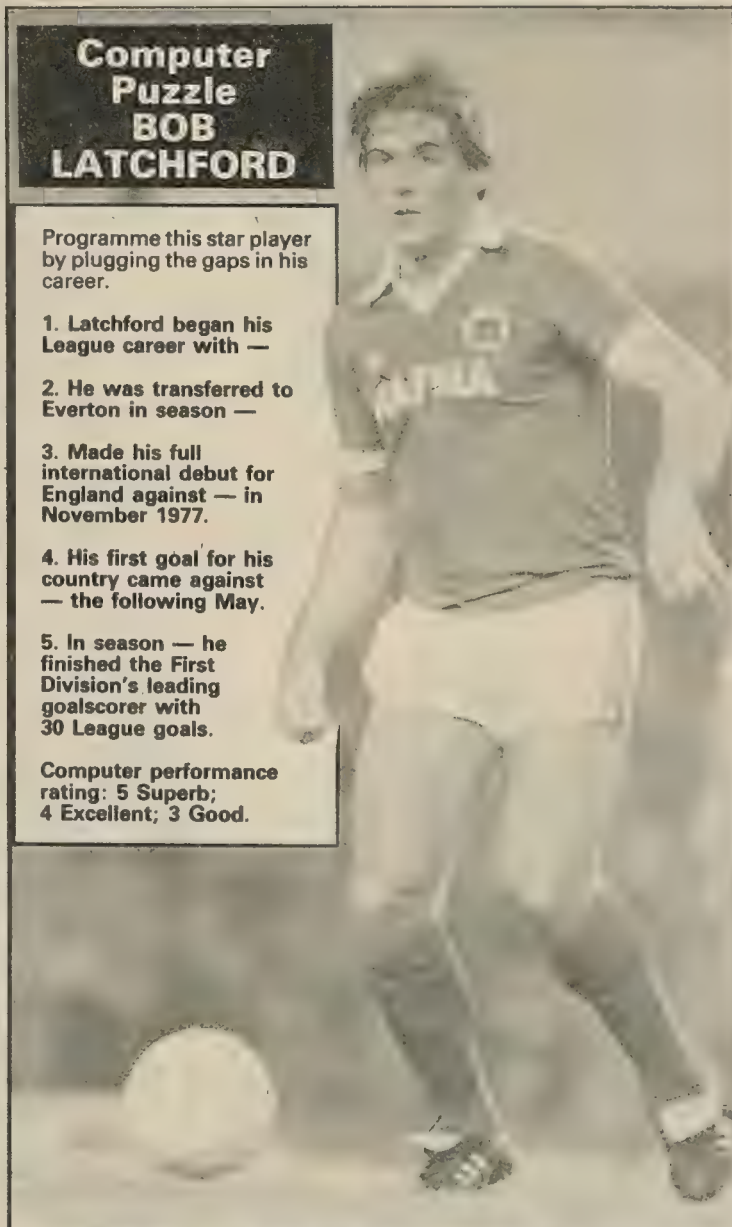 Computer
Puzzle
BOB
LATCHFORD
Programme this star player
by plugging the gaps in his
career.
1. Latchford began his
League career with —
2. He was transferred to
Everton in season —
3. Made his full
international debut for
England against — in
November 1977.
4. His first goal for his
country came against
— the following May.
5. In season — he
finished the First
Division's leading
goalscorer with
30 League goals.
Computer performance
rating: 5 Superb;
4 Excellent; 3 Good.